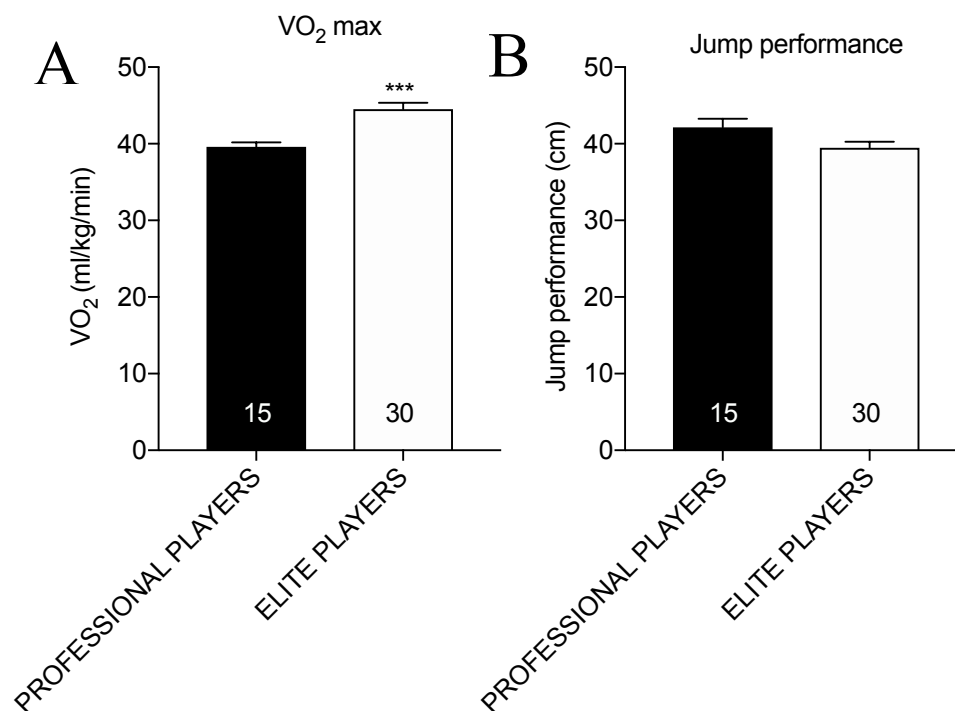 A
VO₂ max
***
VO₂ (ml/kg/min)
50
40
30
20
10
0
15
30
PROFESSIONAL PLAYERS
ELITE PLAYERS
B
Jump performance
Jump performance (cm)
50
40
30
20
10
0
15
30
PROFESSIONAL PLAYERS
ELITE PLAYERS